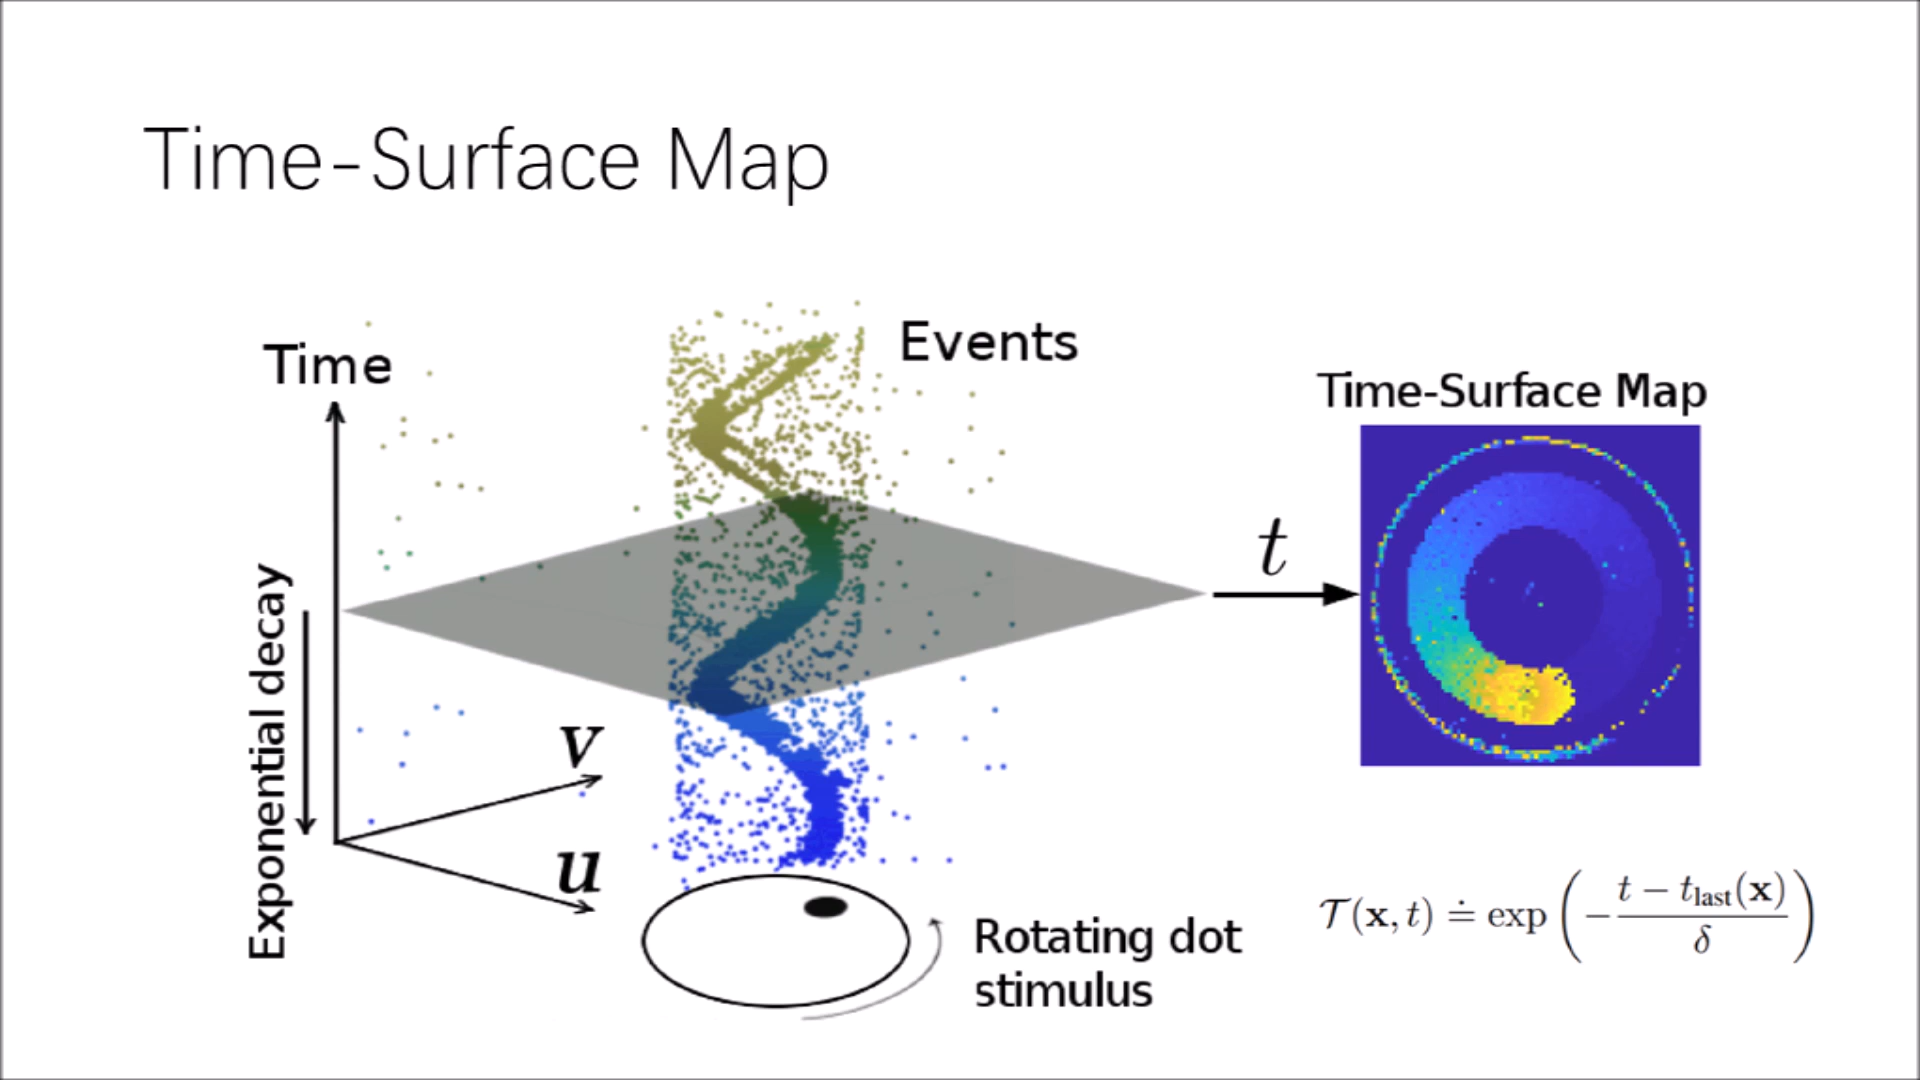 Time-Surface Map
Events
Time
Time-Surface Map
t
Exponential decay
v
u
Rotating dot
stimulus
𝒯(x, t) ≐ exp(−(t − t_last(x))/δ)